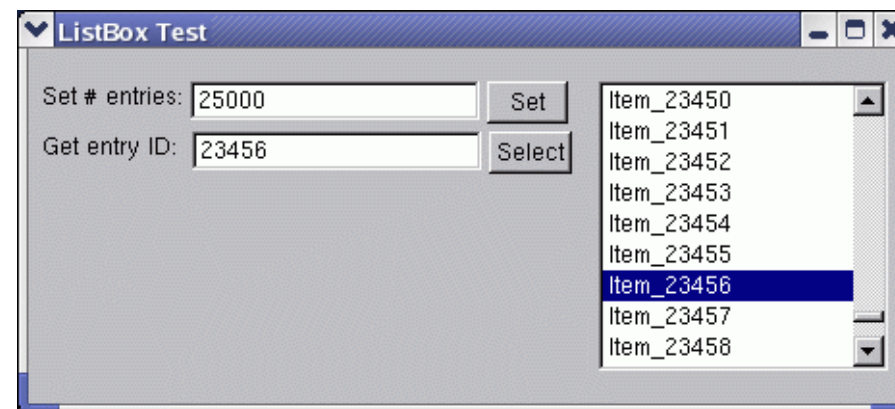 ListBox Test
Set # entries: 25000 Set
Get entry ID: 23456 Select
Item_23450
Item_23451
Item_23452
Item_23453
Item_23454
Item_23455
Item_23456
Item_23457
Item_23458